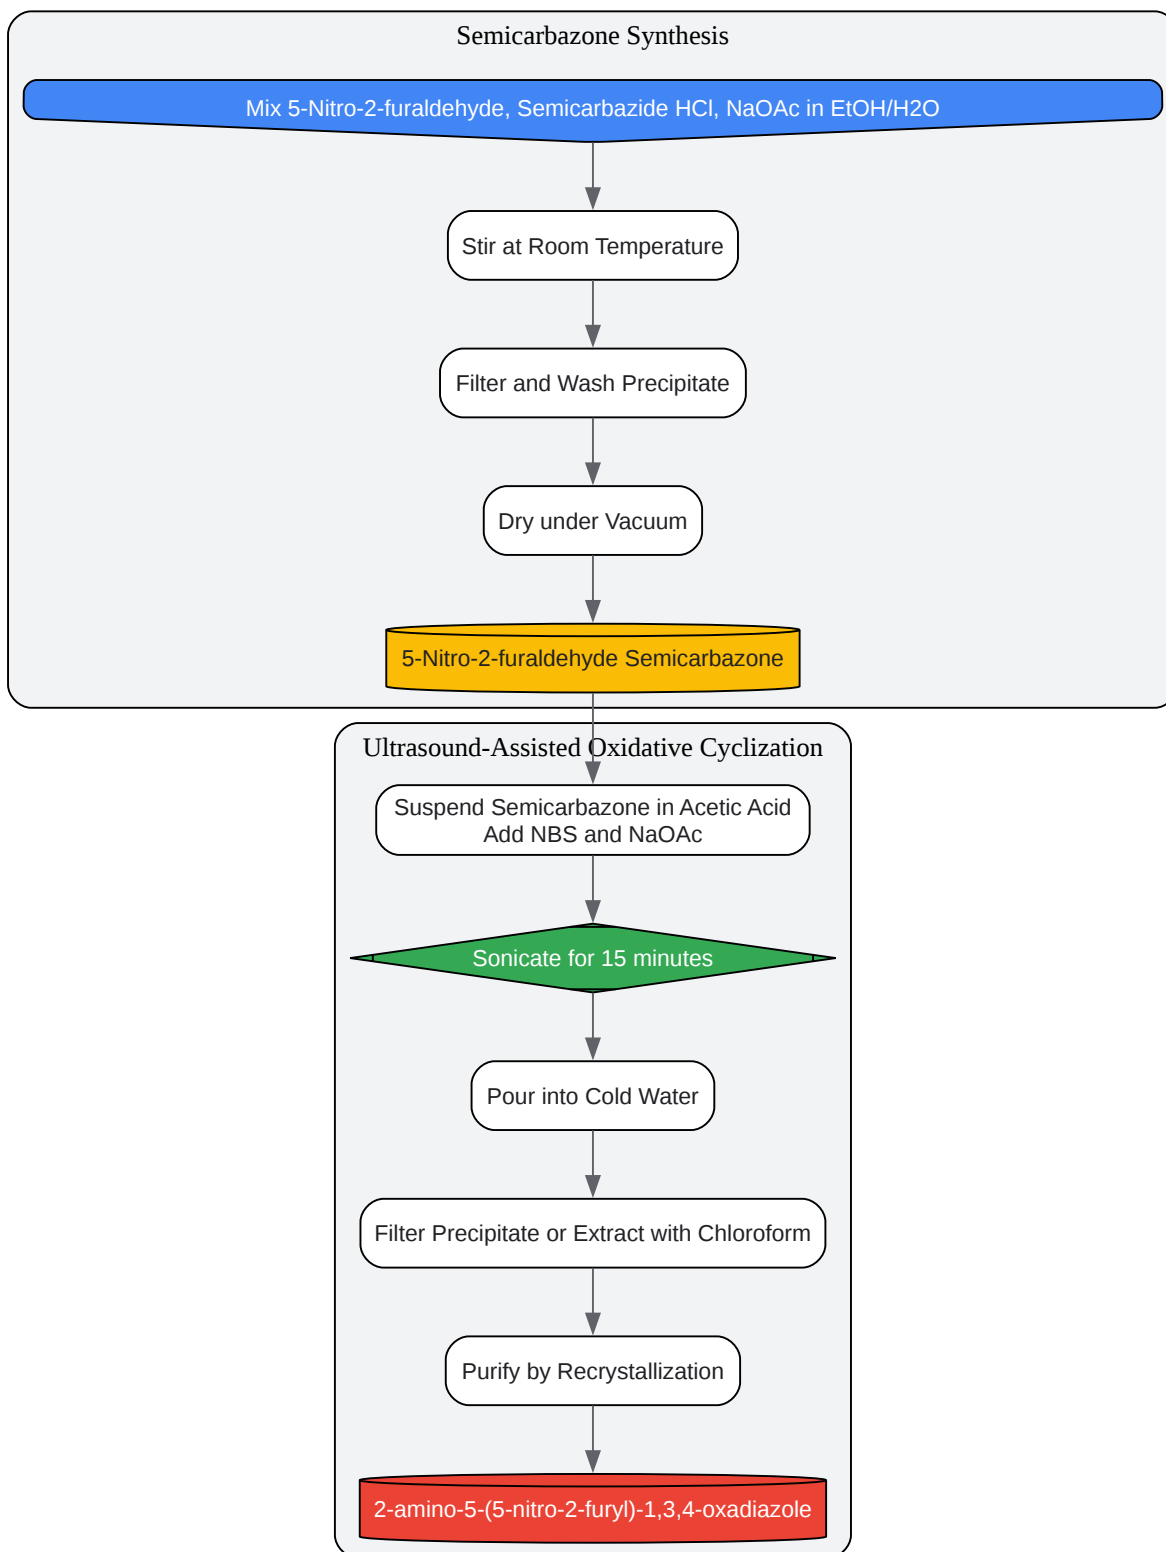 Semicarbazone Synthesis
Mix 5-Nitro-2-furaldehyde, Semicarbazide HCl, NaOAc in EtOH/H2O
Stir at Room Temperature
Filter and Wash Precipitate
Dry under Vacuum
5-Nitro-2-furaldehyde Semicarbazone
Ultrasound-Assisted Oxidative Cyclization
Suspend Semicarbazone in Acetic Acid
Add NBS and NaOAc
Sonicate for 15 minutes
Pour into Cold Water
Filter Precipitate or Extract with Chloroform
Purify by Recrystallization
2-amino-5-(5-nitro-2-furyl)-1,3,4-oxadiazole